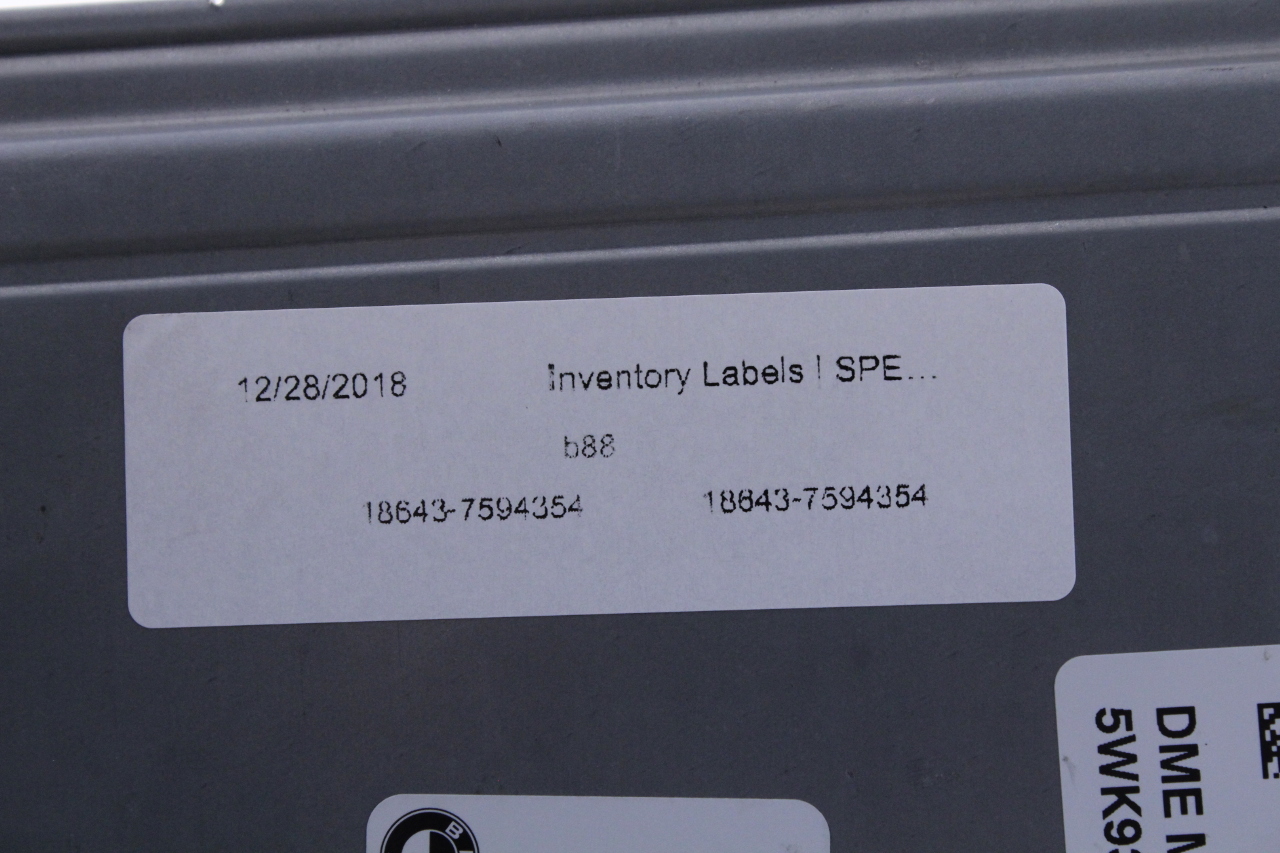 12/28/2018 Inventory Labels | SPE...
b88
18643-7594354 18643-7594354
DME
5WK9
B